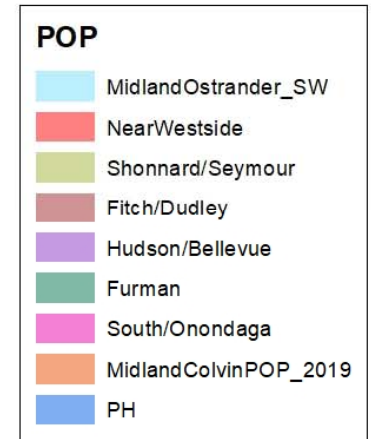 POP
MidlandOstrander_SW
NearWestside
Shonnard/Seymour
Fitch/Dudley
Hudson/Bellevue
Furman
South/Onondaga
MidlandColvinPOP_2019
PH